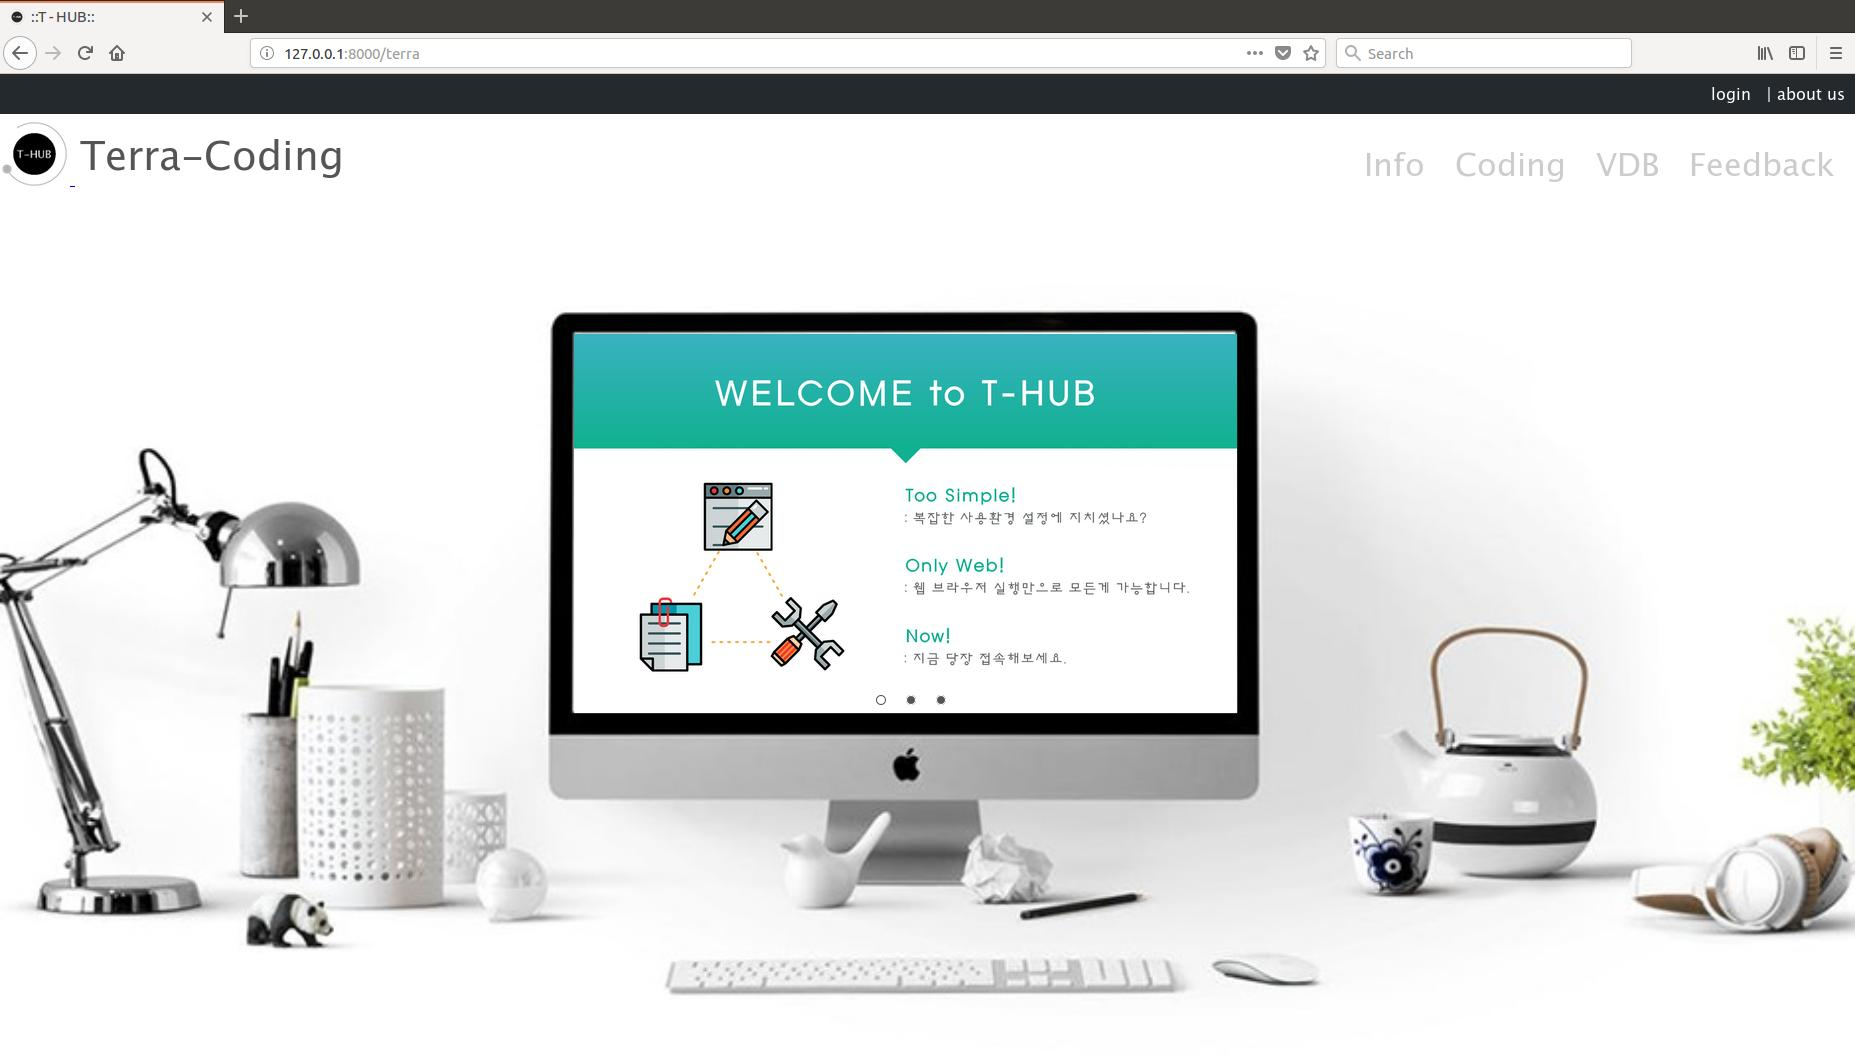 ::T-HUB::
127.0.0.1:8000/terra
Search
login | about us
T-HUB
Terra-Coding
Info Coding VDB Feedback
WELCOME to T-HUB
Too Simple!
: 복잡한 사용환경 설정에 지치셨나요?
Only Web!
: 웹 브라우저 실행만으로 모든게 가능합니다.
Now!
: 지금 당장 접속해보세요.